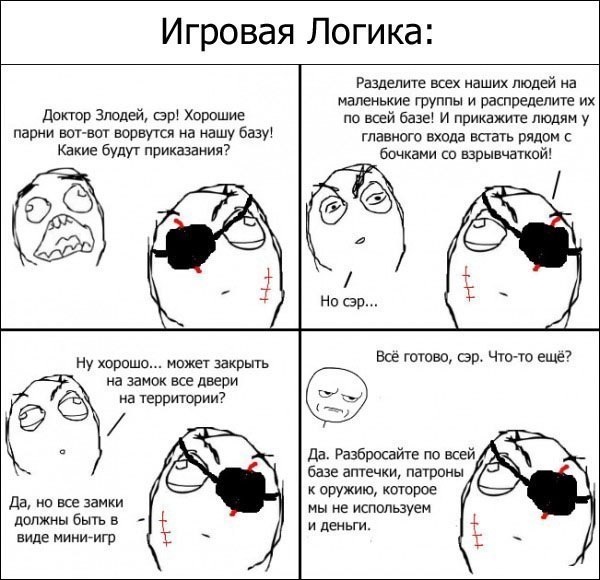 Игровая Логика:
Доктор Злодей, сэр! Хорошие
парни вот-вот ворвутся на нашу базу!
Какие будут приказания?
Разделите всех наших людей на
маленькие группы и распределите их
по всей базе! И прикажите людям у
главного входа встать рядом с
бочками со взрывчаткой!
Но сэр...
Ну хорошо... может закрыть
на замок все двери
на территории?
Да, но все замки
должны быть в
виде мини-игр
Всё готово, сэр. Что-то ещё?
Да. Разбросайте по всей
базе аптечки, патроны
к оружию, которое
мы не используем
и деньги.